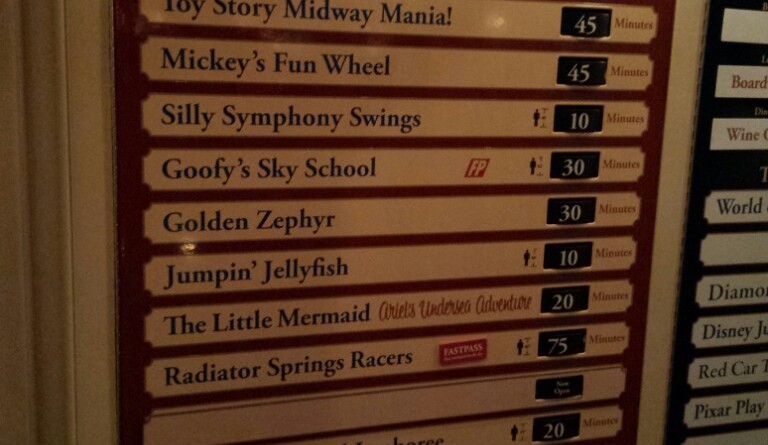 Toy Story Midway Mania! 45 Minutes
Mickey's Fun Wheel 45 Minutes
Silly Symphony Swings 10 Minutes
Goofy's Sky School FP 30 Minutes
Golden Zephyr 30 Minutes
Jumpin' Jellyfish 10 Minutes
The Little Mermaid Ariel's Undersea Adventure 20 Minutes
Radiator Springs Racers FASTPASS 75 Minutes
Now Open
20 Minutes
Board
Wine
World
Diamo
Disney Ju
Red Car T
Pixar Play